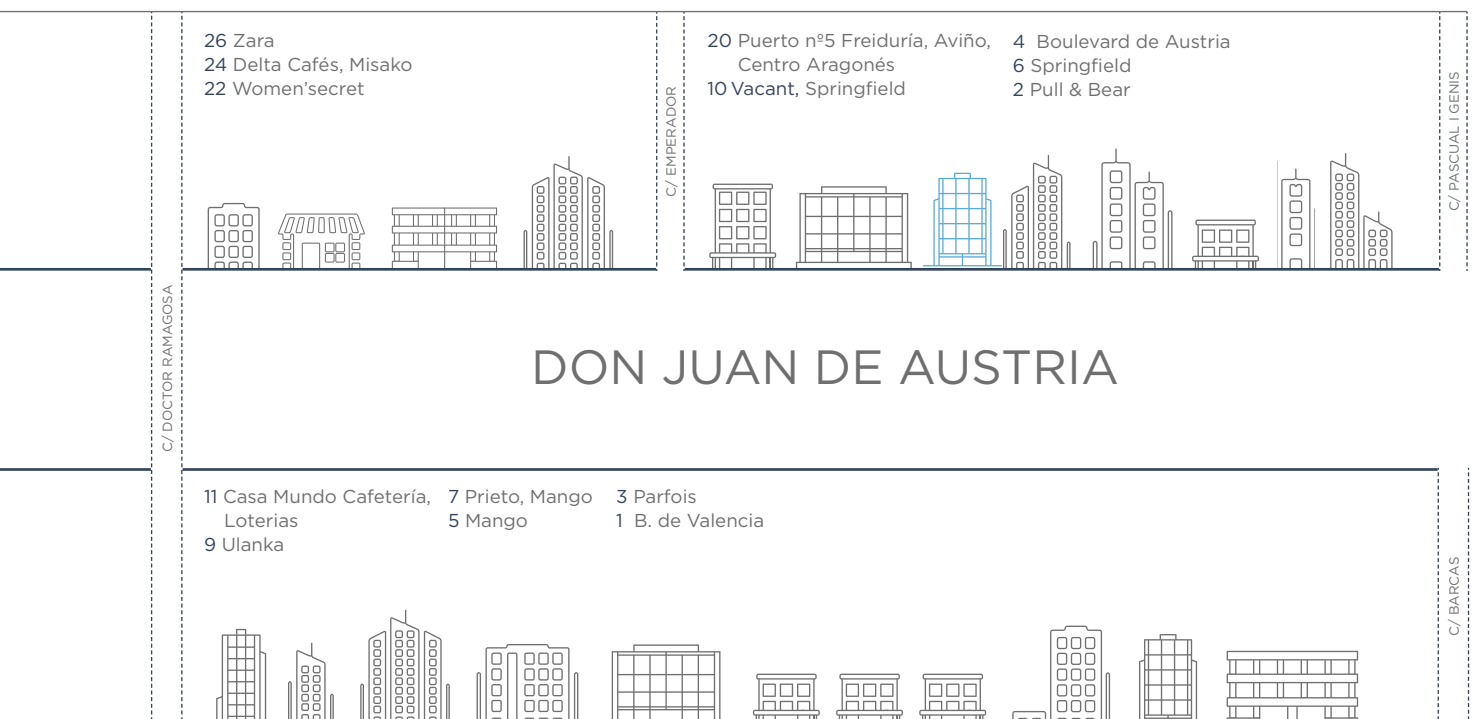 26 Zara
24 Delta Cafés, Misako
22 Women'secret
C/ EMPERADOR
20 Puerto nº5 Freiduría, Aviño,
Centro Aragonés
10 Vacant, Springfield
4 Boulevard de Austria
6 Springfield
2 Pull & Bear
C/ PASCUAL I GENIS
C/ DOCTOR RAMAGOSA
DON JUAN DE AUSTRIA
11 Casa Mundo Cafetería,
Loterias
9 Ulanka
7 Prieto, Mango
5 Mango
3 Parfois
1 B. de Valencia
C/ BARCAS